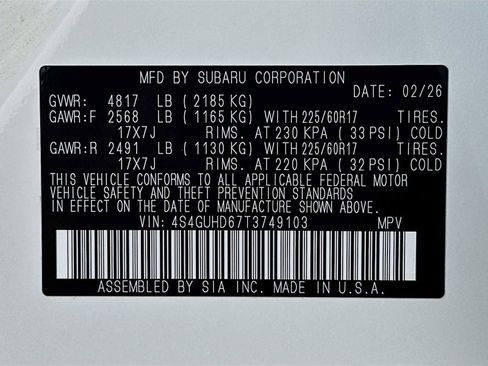 MFD BY SUBARU CORPORATION
DATE: 02/26
GVWR: 4817 LB (2185 KG)
GAWR:F 2568 LB (1165 KG) WITH 225/60R17 TIRES.
17X7J RIMS. AT 230 KPA (33 PSI) COLD
GAWR:R 2491 LB (1130 KG) WITH 225/60R17 TIRES.
17X7J RIMS. AT 220 KPA (32 PSI) COLD
THIS VEHICLE CONFORMS TO ALL APPLICABLE FEDERAL MOTOR
VEHICLE SAFETY AND THEFT PREVENTION STANDARDS
IN EFFECT ON THE DATE OF MANUFACTURE SHOWN ABOVE.
VIN: 4S4GUHD67T3749103 MPV
ASSEMBLED BY SIA INC. MADE IN U.S.A.